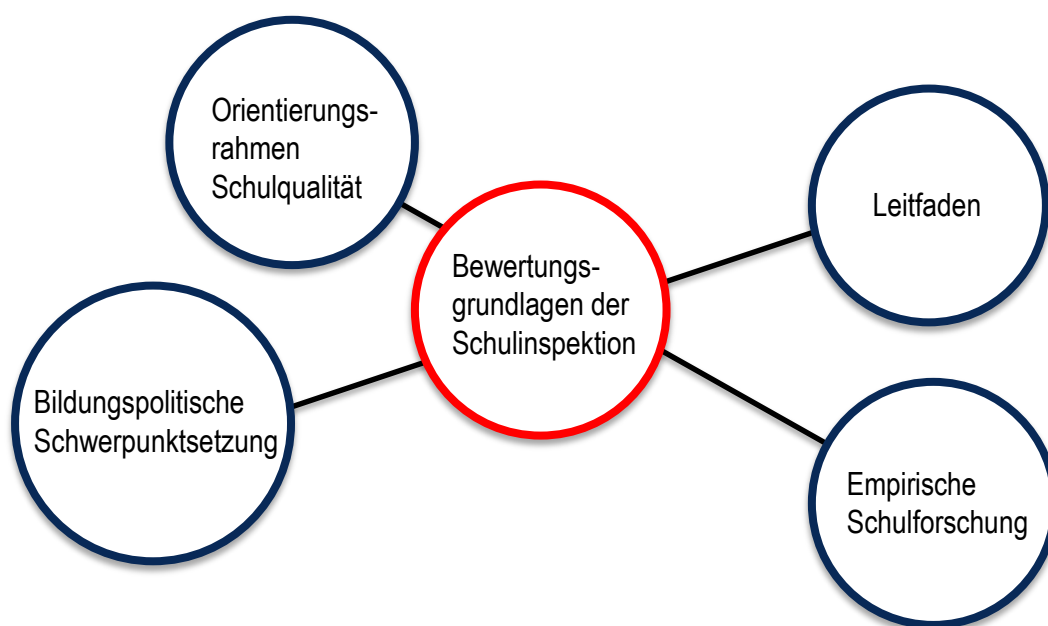 Orientierungs-
rahmen
Schulqualität
Leitfaden
Bewertungs-
grundlagen der
Schulinspektion
Bildungspolitische
Schwerpunktsetzung
Empirische
Schulforschung